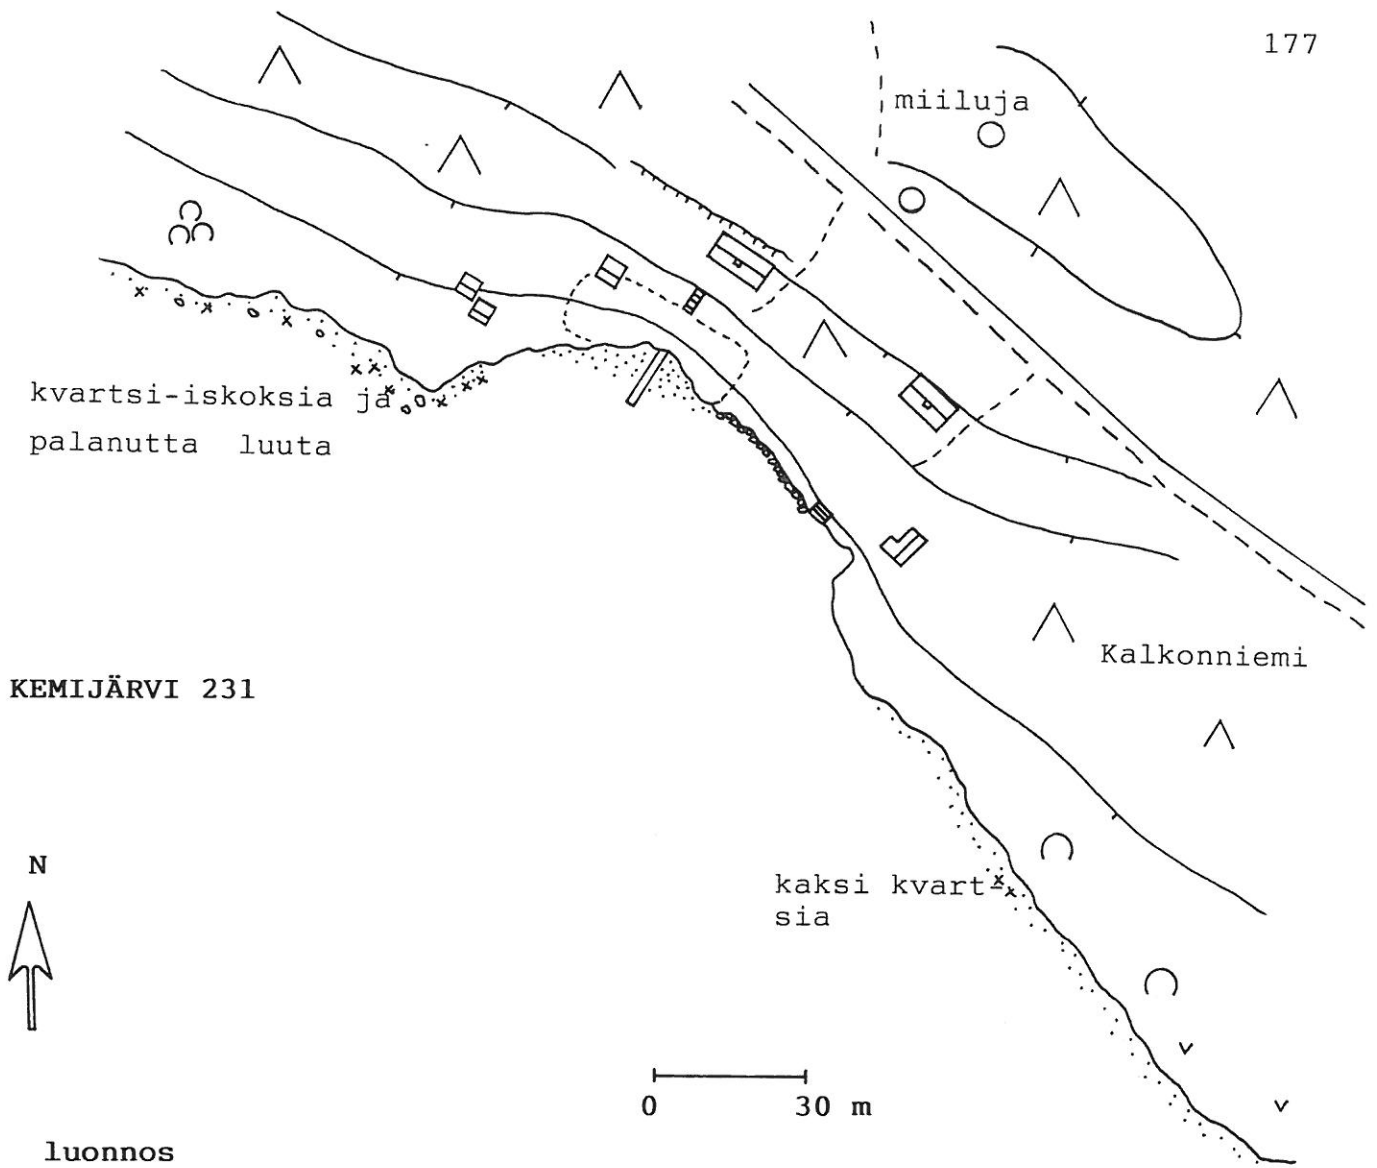 177
miiluja
kvartsi-iskoksia ja
palanutta luuta
Kalkonniemi
KEMIJÄRVI 231
N
kaksi kvart-
sia
0 30 m
luonnos